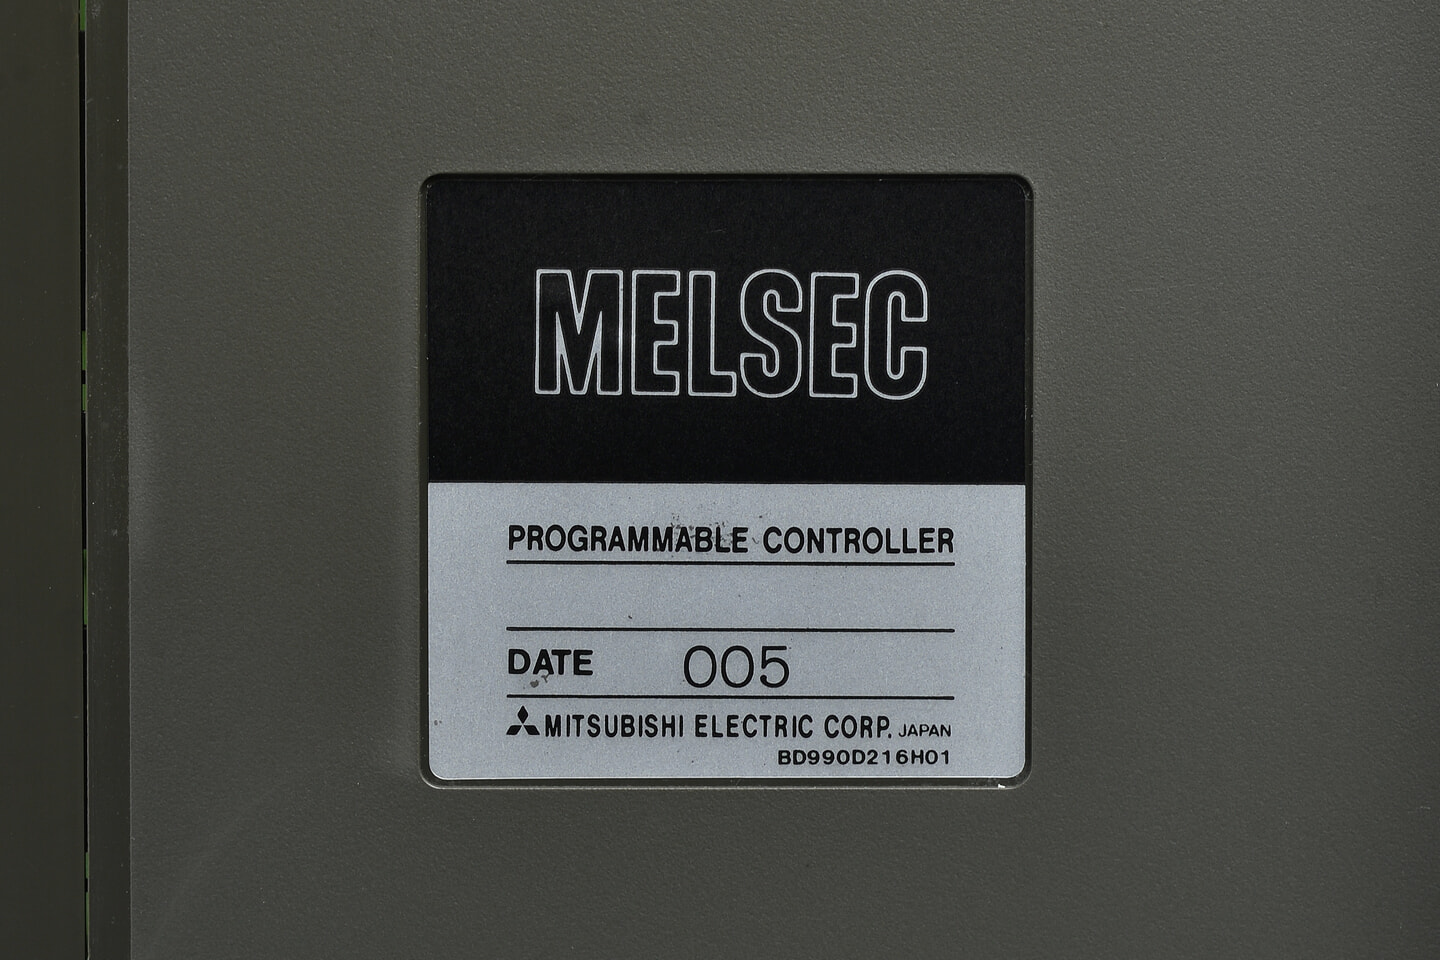 MELSEC
PROGRAMMABLE CONTROLLER
DATE 005
MITSUBISHI ELECTRIC CORP. JAPAN
BD990D216H01